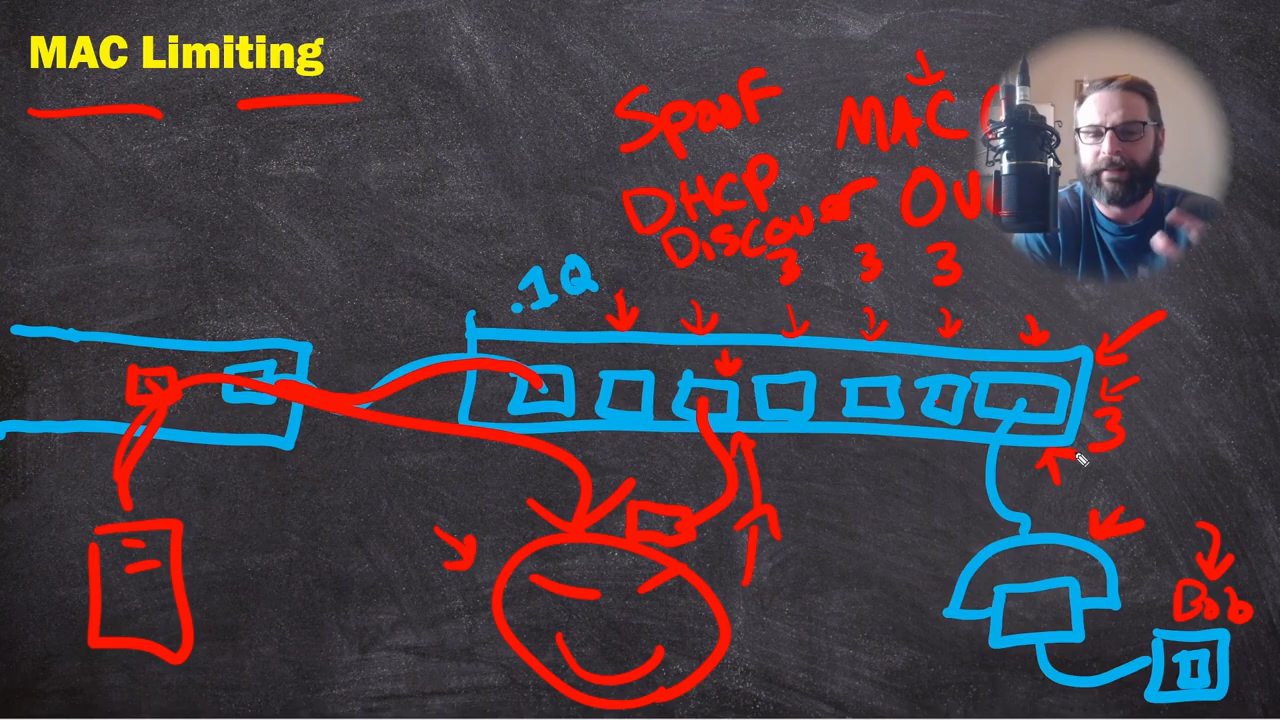 MAC Limiting
Spoof
DHCP
Discover
MAC
.1Q
3 3 3
3
Bob